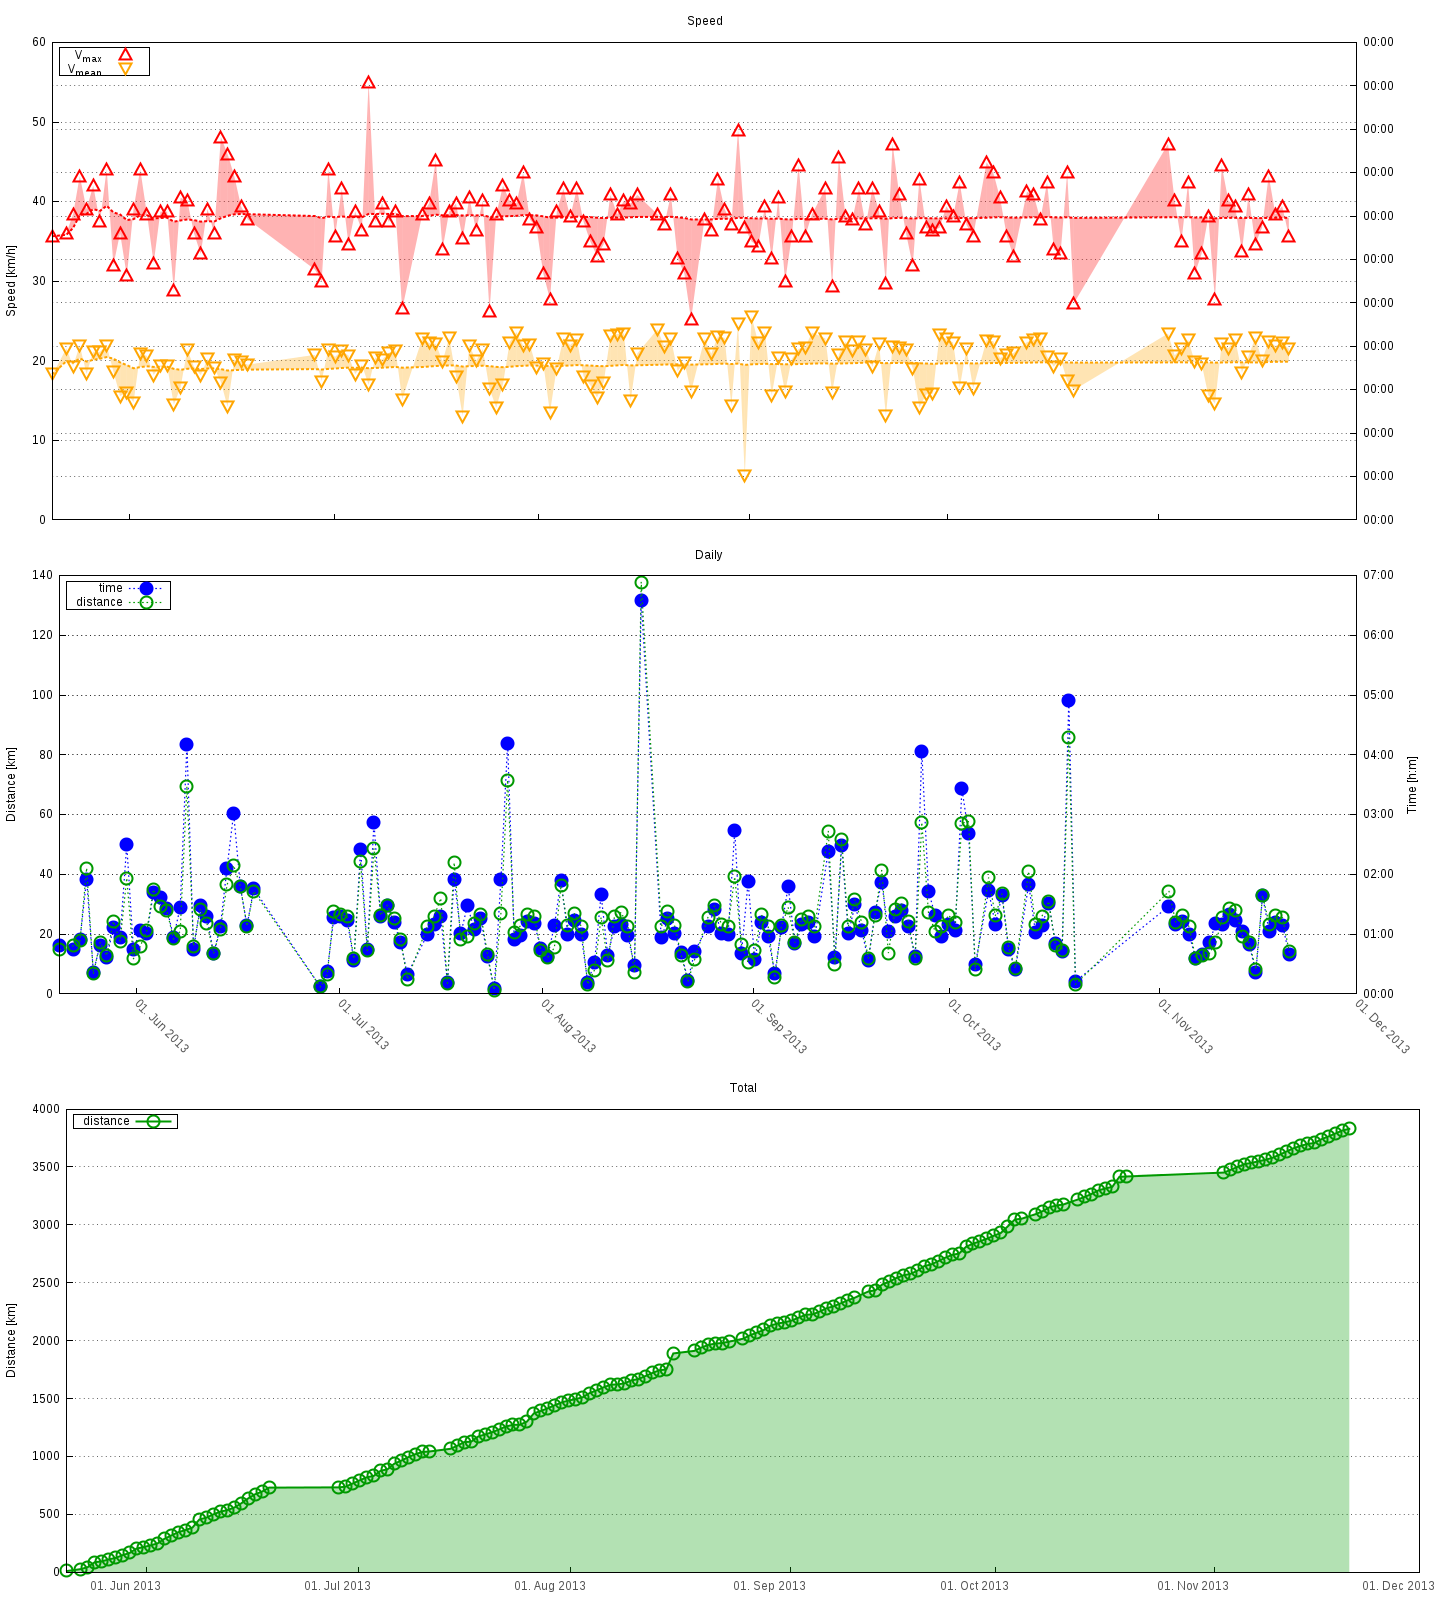 Speed
60
50
40
30
20
10
0
Speed [km/h]
Vmax
Vmean
00:00
00:00
00:00
00:00
00:00
00:00
00:00
00:00
00:00
00:00
00:00
00:00
Daily
140
120
100
80
60
40
20
0
Distance [km]
time
distance
07:00
06:00
05:00
04:00
03:00
02:00
01:00
00:00
Time [h:m]
01. Jun 2013
01. Jul 2013
01. Aug 2013
01. Sep 2013
01. Oct 2013
01. Nov 2013
01. Dec 2013
Total
4000
3500
3000
2500
2000
1500
1000
500
0
Distance [km]
distance
01. Jun 2013
01. Jul 2013
01. Aug 2013
01. Sep 2013
01. Oct 2013
01. Nov 2013
01. Dec 2013